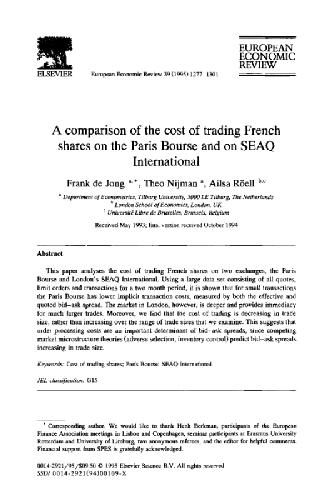 EUROPEAN
ECONOMIC
REVIEW
ELSEVIER
European Economic Review 39 (1995) 1277-1301
A comparison of the cost of trading French
shares on the Paris Bourse and on SEAQ
International
Frank de Jong a,*, Theo Nijman a, Ailsa Röell b,c
a Department of Econometrics, Tilburg University, 5000 LE Tilburg, The Netherlands
b London School of Economics, London, UK
c Université Libre de Bruxelles, Brussels, Belgium
Received May 1993, final version received October 1994
Abstract
This paper analyses the cost of trading French shares on two exchanges, the Paris
Bourse and London's SEAQ International. Using a large data set consisting of all quotes,
limit orders and transactions for a two month period, it is shown that for small transactions
the Paris Bourse has lower implicit transaction costs, measured by both the effective and
quoted bid-ask spread. The market in London, however, is deeper and provides immediacy
for much larger trades. Moreover, we find that the cost of trading is decreasing in trade
size, rather than increasing over the range of trade sizes that we examine. This suggests that
order processing costs are an important determinant of bid-ask spreads, since competing
market microstructure theories (adverse selection, inventory control) predict bid-ask spreads
increasing in trade size.
Keywords: Cost of trading shares; Paris Bourse; SEAQ International
JEL classification: G15
* Corresponding author. We would like to thank Henk Berkman, participants of the European
Finance Association meetings in Lisbon and Copenhagen, seminar participants at Erasmus University
Rotterdam and University of Limburg, two anonymous referees, and the editor for helpful comments.
Financial support from SPES is gratefully acknowledged.
0014-2921/95/$09.50 © 1995 Elsevier Science B.V. All rights reserved
SSDI 0014-2921(94)00109-X